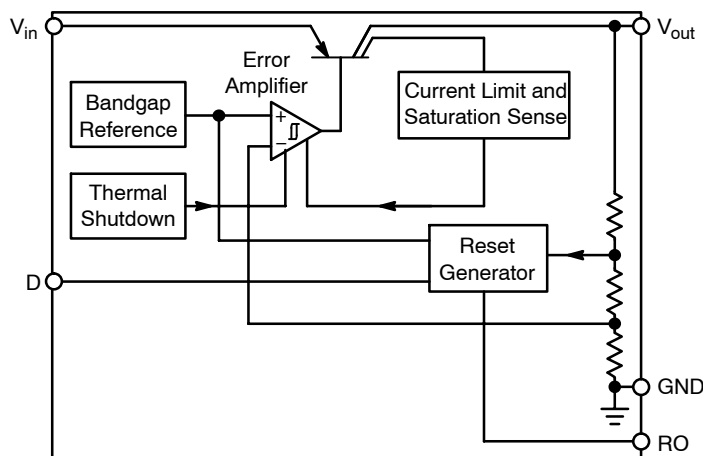 V_in
V_out
Error
Amplifier
Bandgap
Reference
Current Limit and
Saturation Sense
+
−
Thermal
Shutdown
Reset
Generator
D
GND
RO